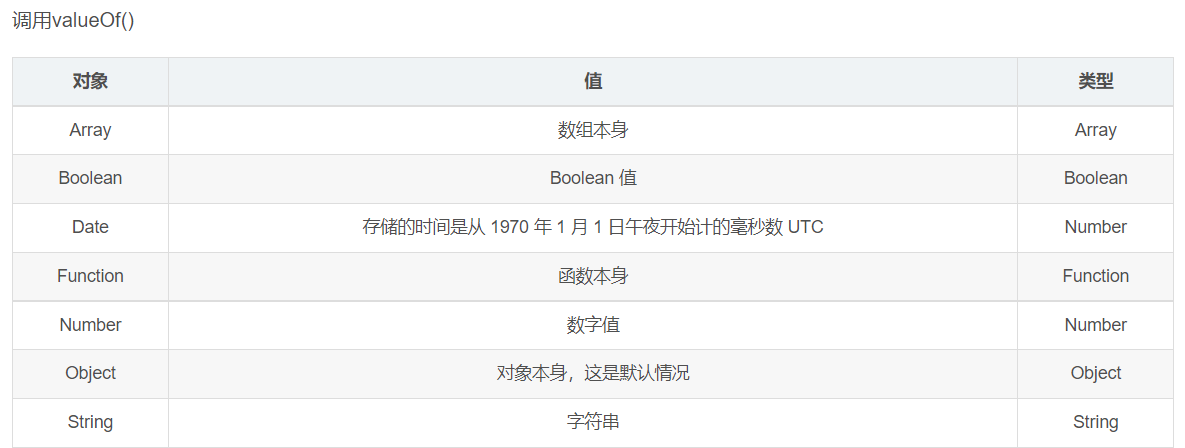 调用valueOf()
对象 值 类型
Array 数组本身 Array
Boolean Boolean 值 Boolean
Date 存储的时间是从 1970 年 1 月 1 日午夜开始计的毫秒数 UTC Number
Function 函数本身 Function
Number 数字值 Number
Object 对象本身，这是默认情况 Object
String 字符串 String